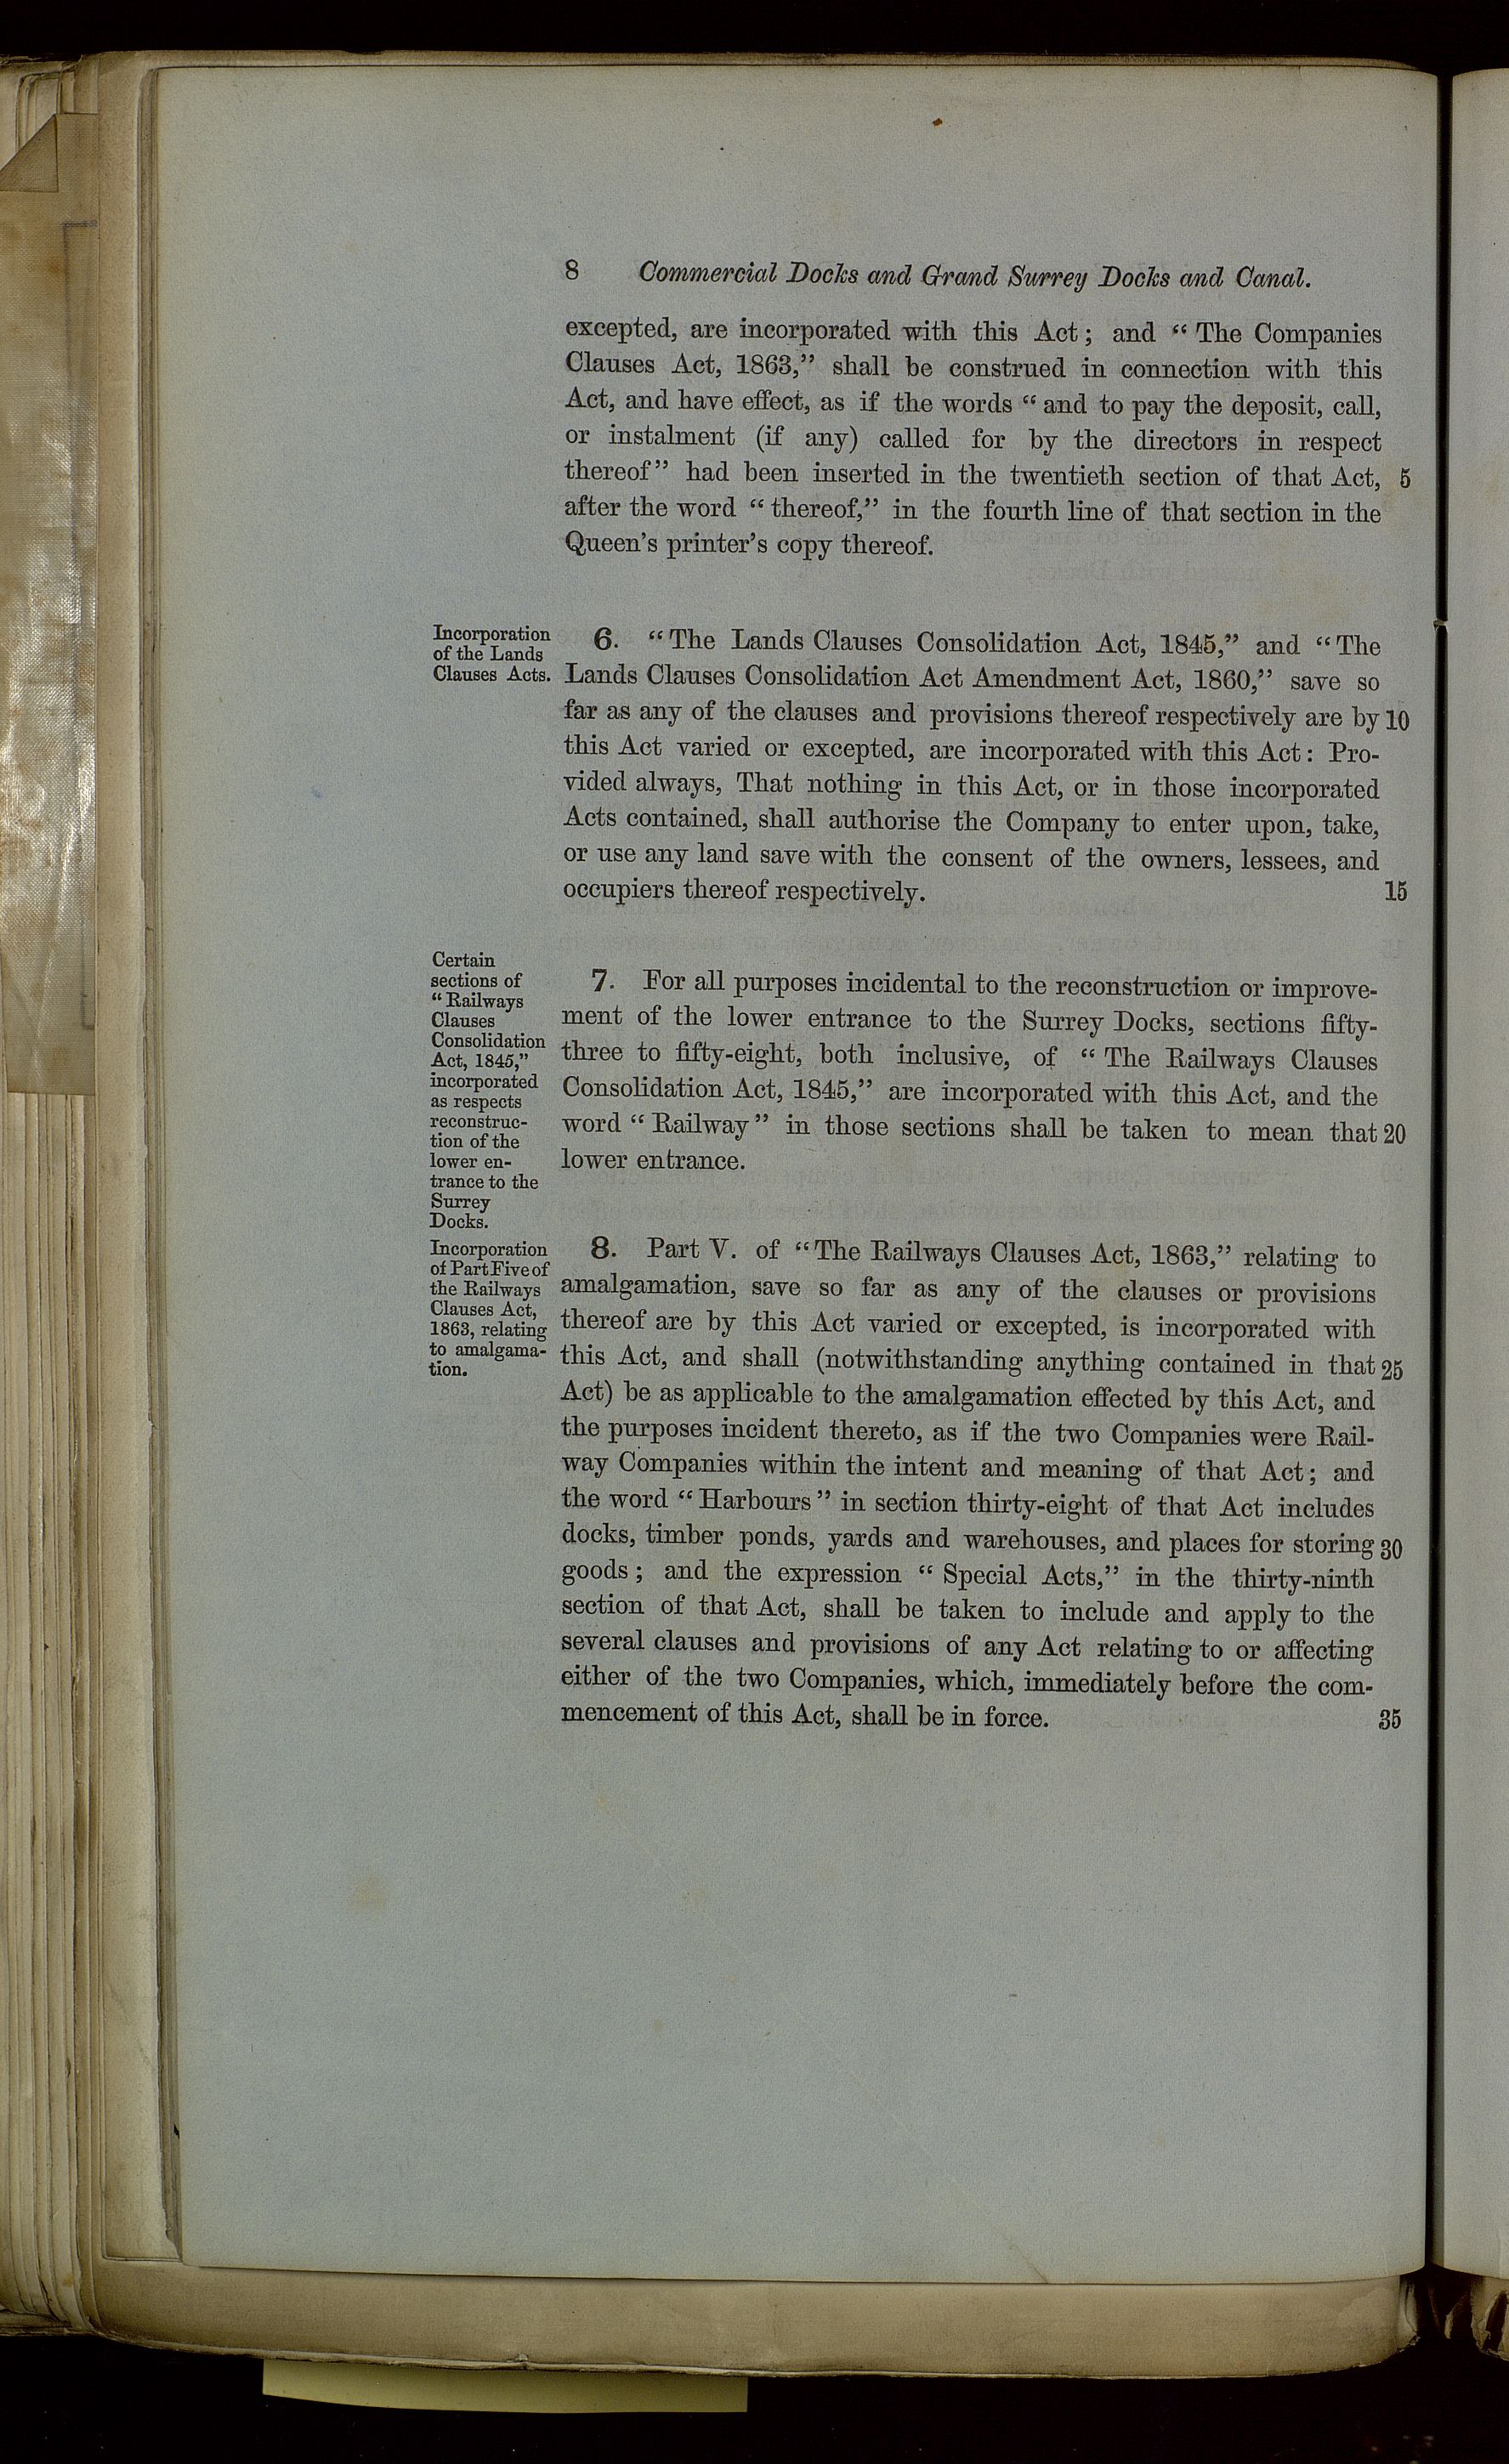 8 Commercial Docks and Grand Surrey Docks and Canal.
excepted, are incorporated with this Act; and “The Companies
Clauses Act, 1863,” shall be construed in connection with this
Act, and have effect, as if the words “and to pay the deposit, call,
or instalment (if any) called for by the directors in respect
thereof” had been inserted in the twentieth section of that Act, 5
after the word “thereof,” in the fourth line of that section in the
Queen’s printer’s copy thereof.
Incorporation
of the Lands
Clauses Acts.
6. “The Lands Clauses Consolidation Act, 1845,” and “The
Lands Clauses Consolidation Act Amendment Act, 1860,” save so
far as any of the clauses and provisions thereof respectively are by 10
this Act varied or excepted, are incorporated with this Act: Pro-
vided always, That nothing in this Act, or in those incorporated
Acts contained, shall authorise the Company to enter upon, take,
or use any land save with the consent of the owners, lessees, and
occupiers thereof respectively. 15
Certain
sections of
“Railways
Clauses
Consolidation
Act, 1845,”
incorporated
as respects
reconstruc-
tion of the
lower en-
trance to the
Surrey
Docks.
7. For all purposes incidental to the reconstruction or improve-
ment of the lower entrance to the Surrey Docks, sections fifty-
three to fifty-eight, both inclusive, of “The Railways Clauses
Consolidation Act, 1845,” are incorporated with this Act, and the
word “Railway” in those sections shall be taken to mean that 20
lower entrance.
Incorporation
of Part Five of
the Railways
Clauses Act,
1863, relating
to amalgama-
tion.
8. Part V. of “The Railways Clauses Act, 1863,” relating to
amalgamation, save so far as any of the clauses or provisions
thereof are by this Act varied or excepted, is incorporated with
this Act, and shall (notwithstanding anything contained in that 25
Act) be as applicable to the amalgamation effected by this Act, and
the purposes incident thereto, as if the two Companies were Rail-
way Companies within the intent and meaning of that Act; and
the word “Harbours” in section thirty-eight of that Act includes
docks, timber ponds, yards and warehouses, and places for storing 30
goods; and the expression “Special Acts,” in the thirty-ninth
section of that Act, shall be taken to include and apply to the
several clauses and provisions of any Act relating to or affecting
either of the two Companies, which, immediately before the com-
mencement of this Act, shall be in force. 35